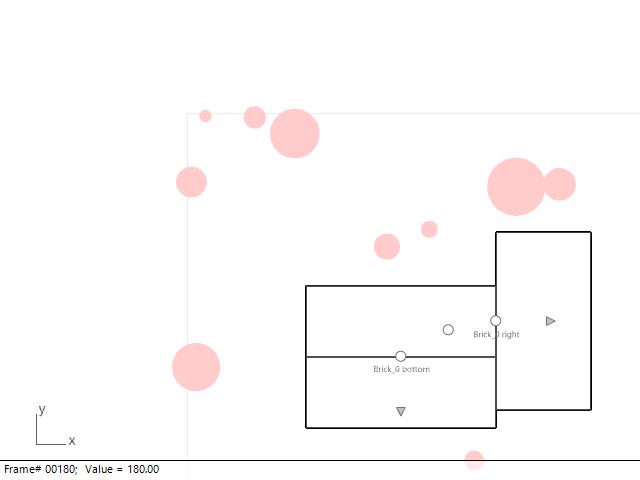 Brick_0 right
Brick_0 bottom
y
x
Frame# 00180; Value = 180.00